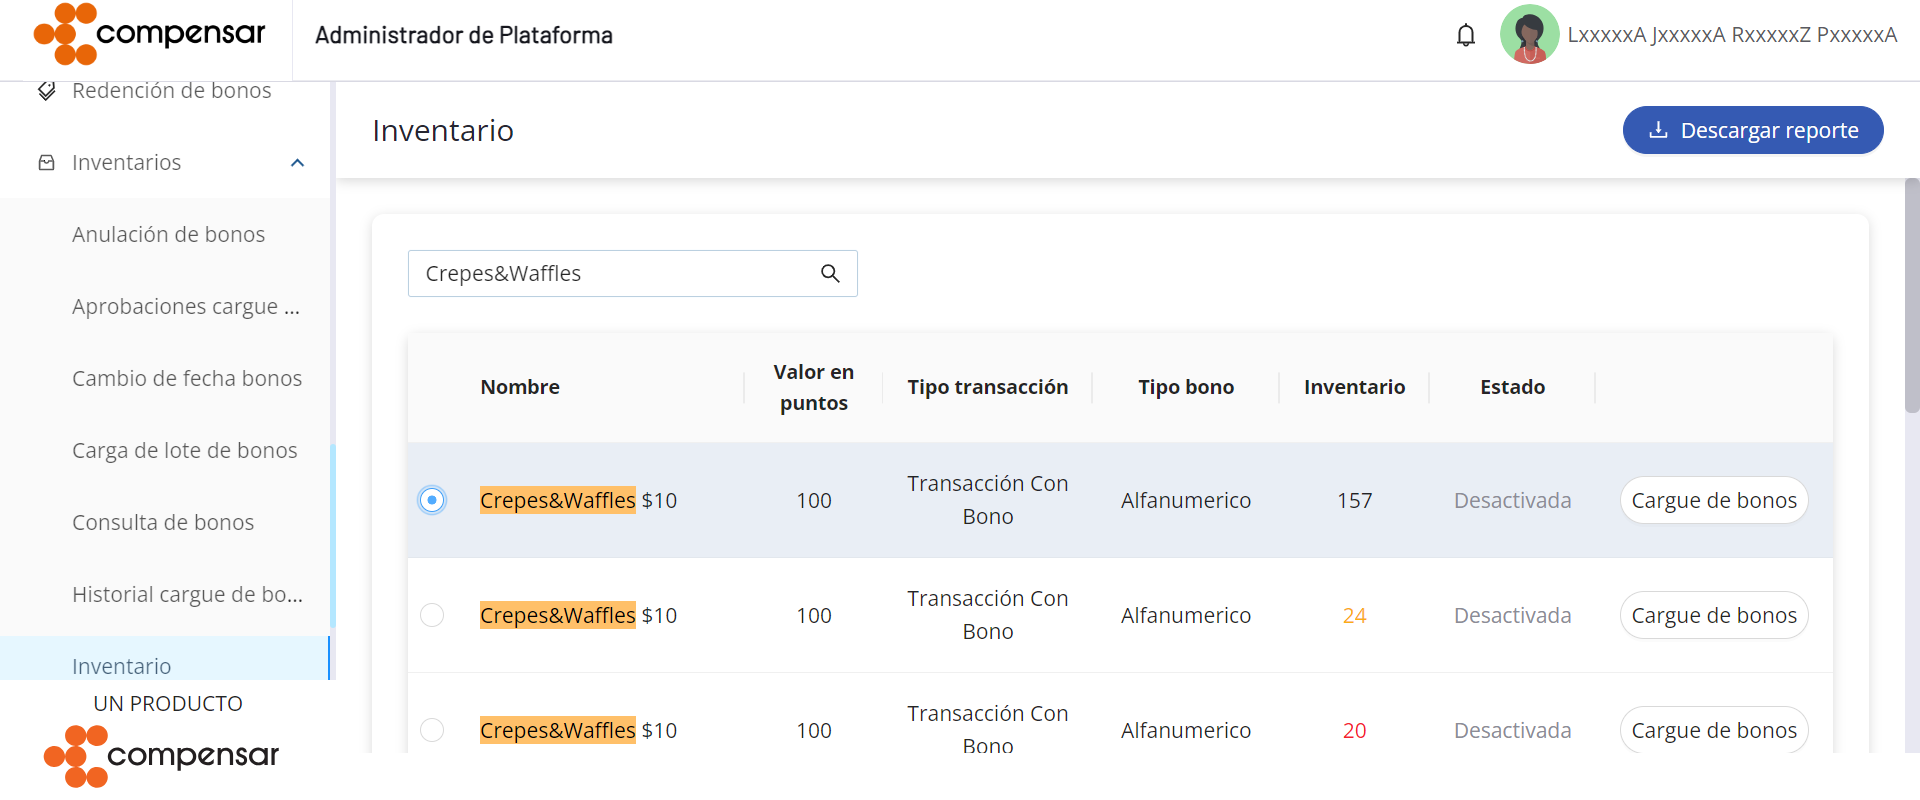 compensar
Administrador de Plataforma
LxxxxxA JxxxxxA RxxxxxZ PxxxxxA
Redención de bonos
Inventarios
Anulación de bonos
Aprobaciones cargue ...
Cambio de fecha bonos
Carga de lote de bonos
Consulta de bonos
Historial cargue de bo...
Inventario
UN PRODUCTO
compensar
Inventario
Descargar reporte
Crepes&Waffles
Nombre
Valor en
puntos
Tipo transacción
Tipo bono
Inventario
Estado
Crepes&Waffles $10
100
Transacción Con
Bono
Alfanumerico
157
Desactivada
Cargue de bonos
Crepes&Waffles $10
100
Transacción Con
Bono
Alfanumerico
24
Desactivada
Cargue de bonos
Crepes&Waffles $10
100
Transacción Con
Bono
Alfanumerico
20
Desactivada
Cargue de bonos